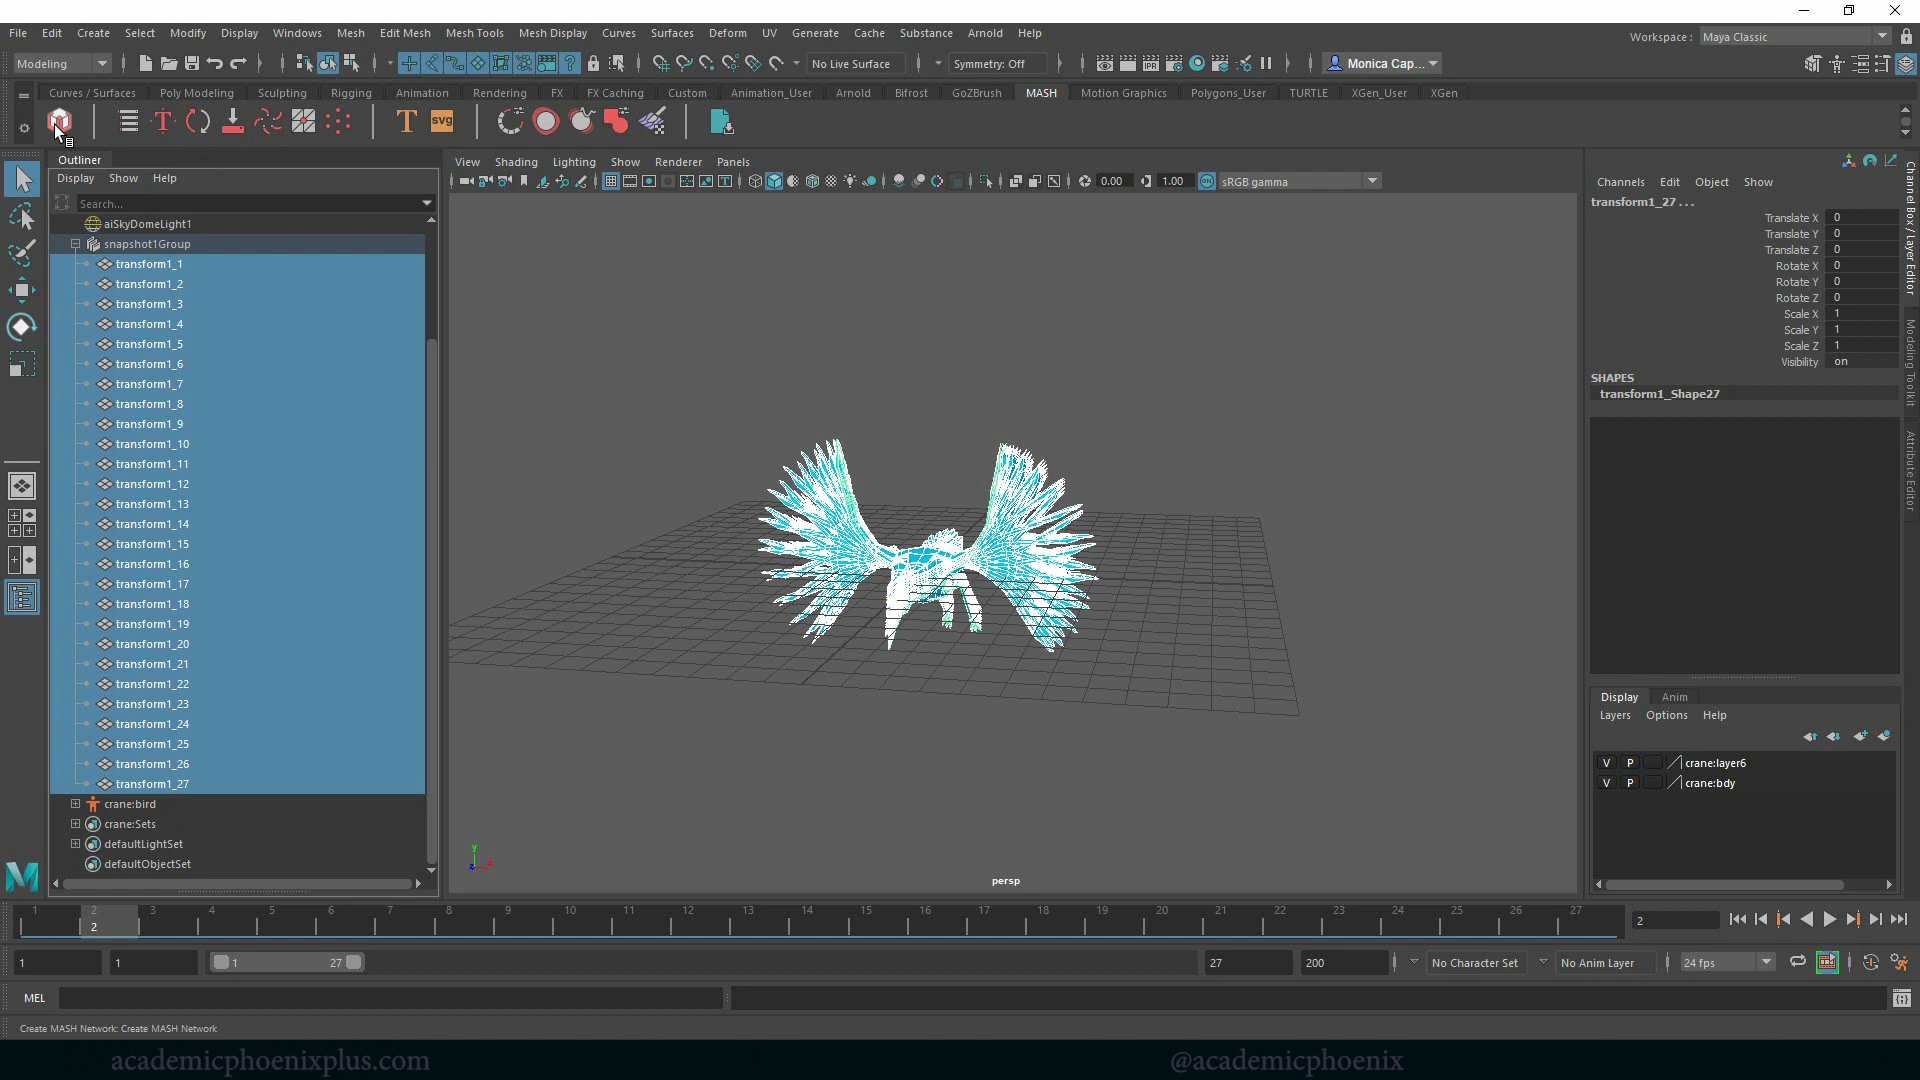 File Edit Create Select Modify Display Windows Mesh Edit Mesh Mesh Tools Mesh Display Curves Surfaces Deform UV Generate Cache Substance Arnold Help
Workspace : Maya Classic
Modeling No Live Surface Symmetry: Off Monica Cap...
Curves / Surfaces Poly Modeling Sculpting Rigging Animation Rendering FX FX Caching Custom Animation_User Arnold Bifrost GoZBrush MASH Motion Graphics Polygons_User TURTLE XGen_User XGen
T T svg
Outliner
Display Show Help
Search...
aiSkyDomeLight1
snapshot1Group
transform1_1
transform1_2
transform1_3
transform1_4
transform1_5
transform1_6
transform1_7
transform1_8
transform1_9
transform1_10
transform1_11
transform1_12
transform1_13
transform1_14
transform1_15
transform1_16
transform1_17
transform1_18
transform1_19
transform1_20
transform1_21
transform1_22
transform1_23
transform1_24
transform1_25
transform1_26
transform1_27
crane:bird
crane:Sets
defaultLightSet
defaultObjectSet
View Shading Lighting Show Renderer Panels
0.00 1.00 sRGB gamma
y
x
z
persp
Channels Edit Object Show
transform1_27 . . .
Translate X 0
Translate Y 0
Translate Z 0
Rotate X 0
Rotate Y 0
Rotate Z 0
Scale X 1
Scale Y 1
Scale Z 1
Visibility on
SHAPES
transform1_Shape27
Channel Box / Layer Editor
Modeling Toolkit
Attribute Editor
Display Anim
Layers Options Help
V P crane:layer6
V P crane:bdy
1 2 3 4 5 6 7 8 9 10 11 12 13 14 15 16 17 18 19 20 21 22 23 24 25 26 27
2
2
1 1 1 27 27 200 No Character Set No Anim Layer 24 fps
MEL
Create MASH Network: Create MASH Network
academicphoenixplus.com @academicphoenix